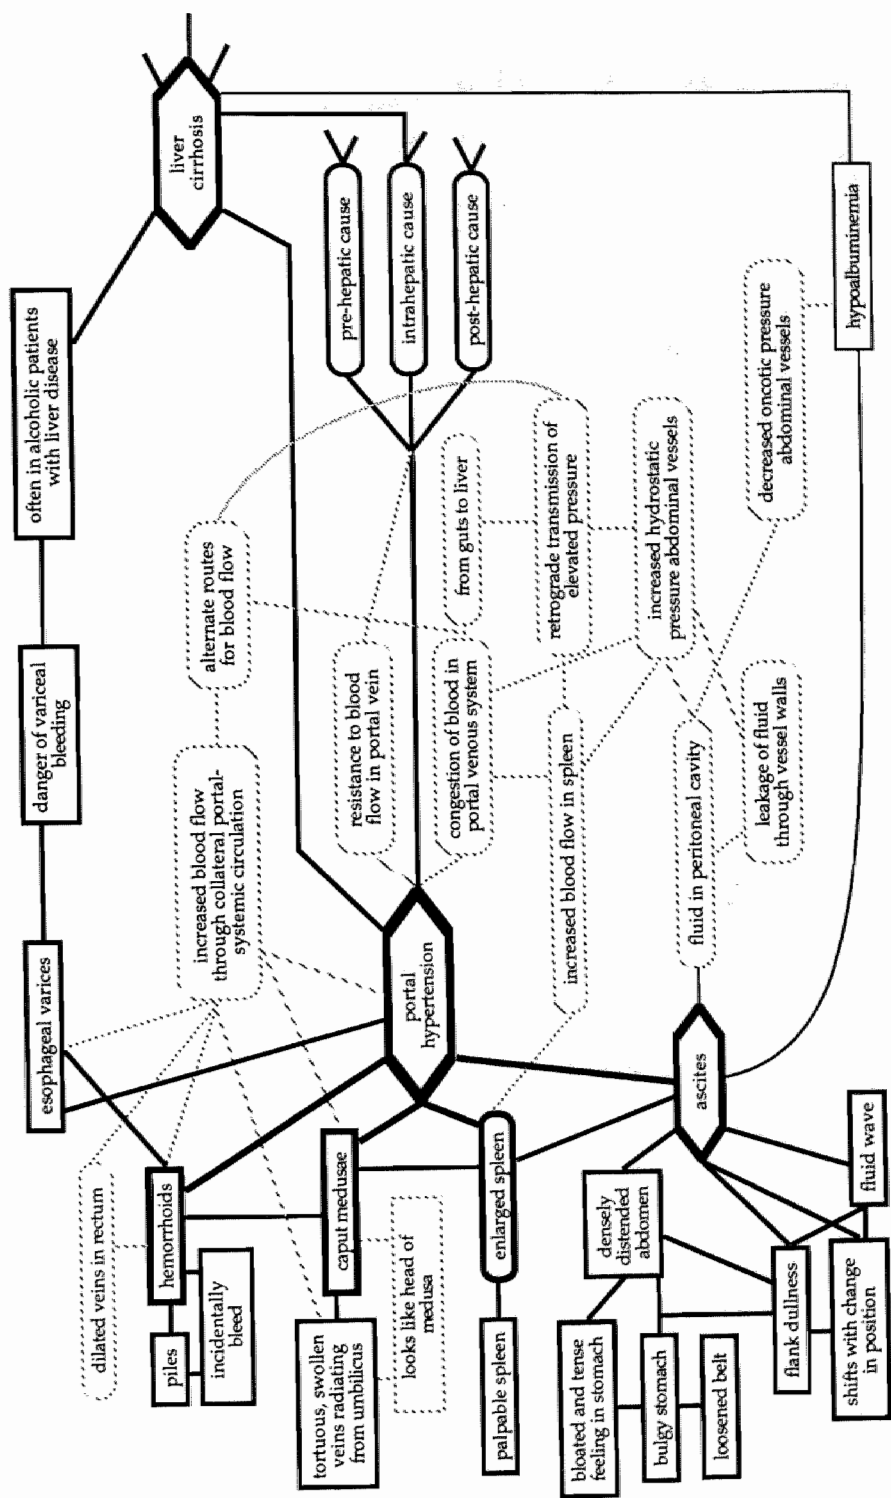 often in alcoholic patients
with liver disease
liver
cirrhosis
danger of variceal
bleeding
esophageal varices
alternate routes
for blood flow
increased blood flow
through collateral portal-
systemic circulation
pre-hepatic cause
intrahepatic cause
post-hepatic cause
resistance to blood
flow in portal vein
from guts to liver
congestion of blood in
portal venous system
retrograde transmission of
elevated pressure
increased hydrostatic
pressure abdominal vessels
decreased oncotic pressure
abdominal vessels
hypoalbuminemia
increased blood flow in spleen
fluid in peritoneal cavity
leakage of fluid
through vessel walls
portal
hypertension
ascites
dilated veins in rectum
hemorrhoids
piles
incidentally
bleed
caput medusae
tortuous, swollen
veins radiating
from umbilicus
looks like head of
medusa
enlarged spleen
palpable spleen
densely
distended
abdomen
bloated and tense
feeling in stomach
bulgy stomach
loosened belt
flank dullness
fluid wave
shifts with change
in position